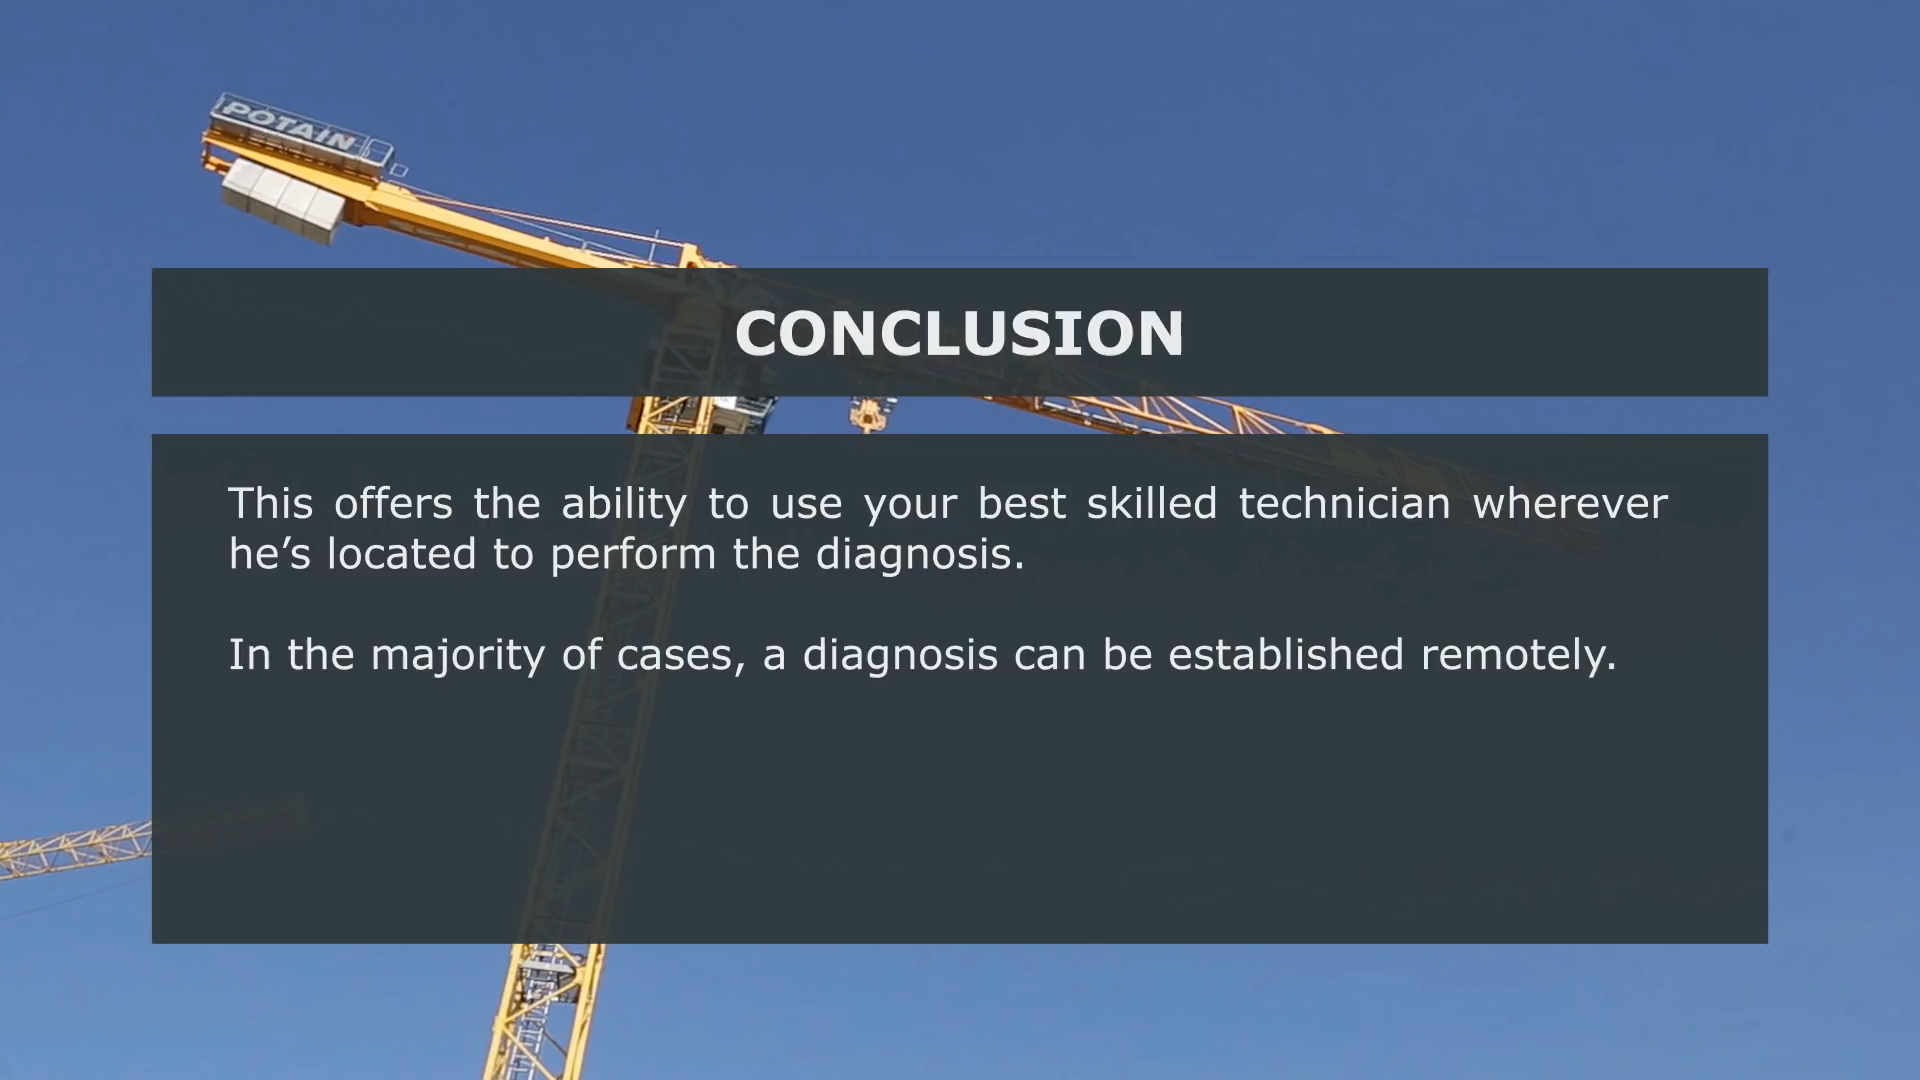 POTAIN
CONCLUSION
This offers the ability to use your best skilled technician wherever
he’s located to perform the diagnosis.
In the majority of cases, a diagnosis can be established remotely.